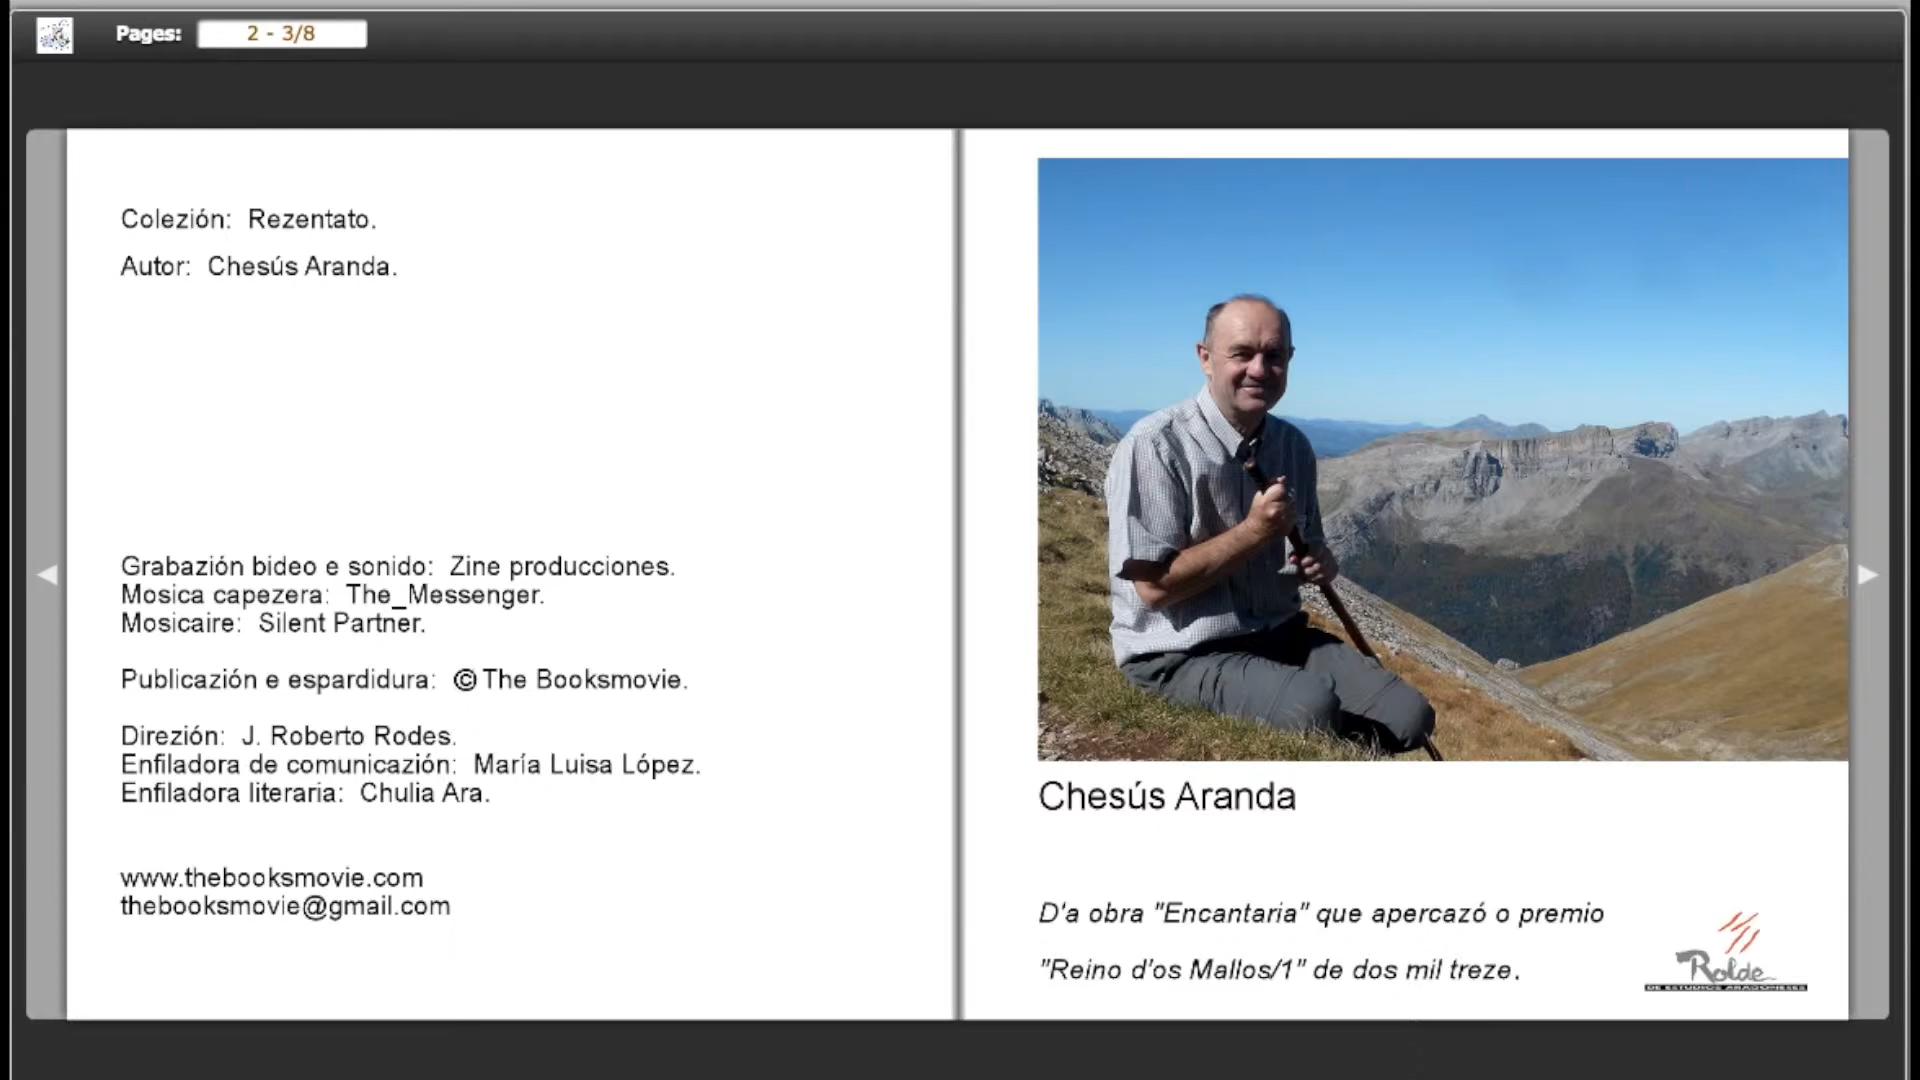 Pages: 2 - 3/8
Colezión: Rezentato.
Autor: Chesús Aranda.
Grabazión bideo e sonido: Zine producciones.
Mosica capezera: The_Messenger.
Mosicaire: Silent Partner.
Publicazión e espardidura: © The Booksmovie.
Direzión: J. Roberto Rodes.
Enfiladora de comunicazión: María Luisa López.
Enfiladora literaria: Chulia Ara.
www.thebooksmovie.com
thebooksmovie@gmail.com
Chesús Aranda
D'a obra "Encantaria" que apercazó o premio
"Reino d'os Mallos/1" de dos mil treze.
Rolde
DE ESTUDIOS ARAGONESES